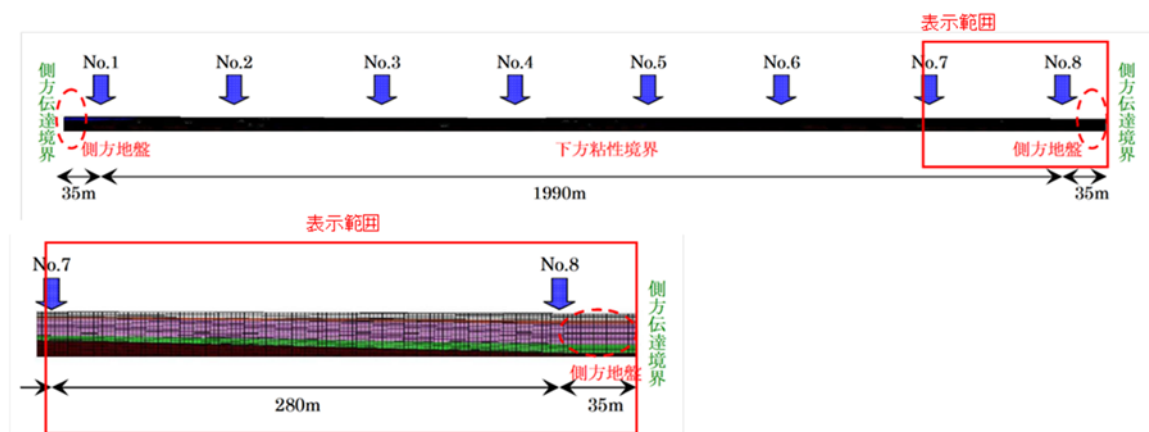 表示範囲
No.1 No.2 No.3 No.4 No.5 No.6 No.7 No.8
側方伝達境界
側方伝達境界
側方地盤 下方粘性境界 側方地盤
35m 1990m 35m
表示範囲
No.7 No.8
側方伝達境界
側方地盤
280m 35m